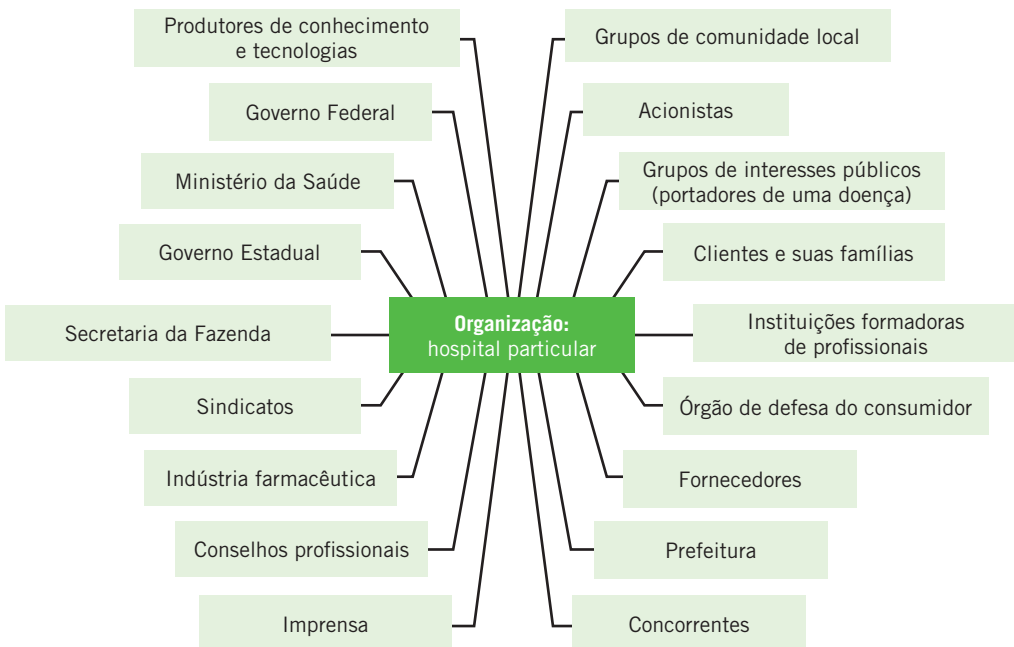 Produtores de conhecimento
e tecnologias
Governo Federal
Ministério da Saúde
Governo Estadual
Secretaria da Fazenda
Sindicatos
Indústria farmacêutica
Conselhos profissionais
Imprensa
Organização:
hospital particular
Grupos de comunidade local
Acionistas
Grupos de interesses públicos
(portadores de uma doença)
Clientes e suas famílias
Instituições formadoras
de profissionais
Órgão de defesa do consumidor
Fornecedores
Prefeitura
Concorrentes